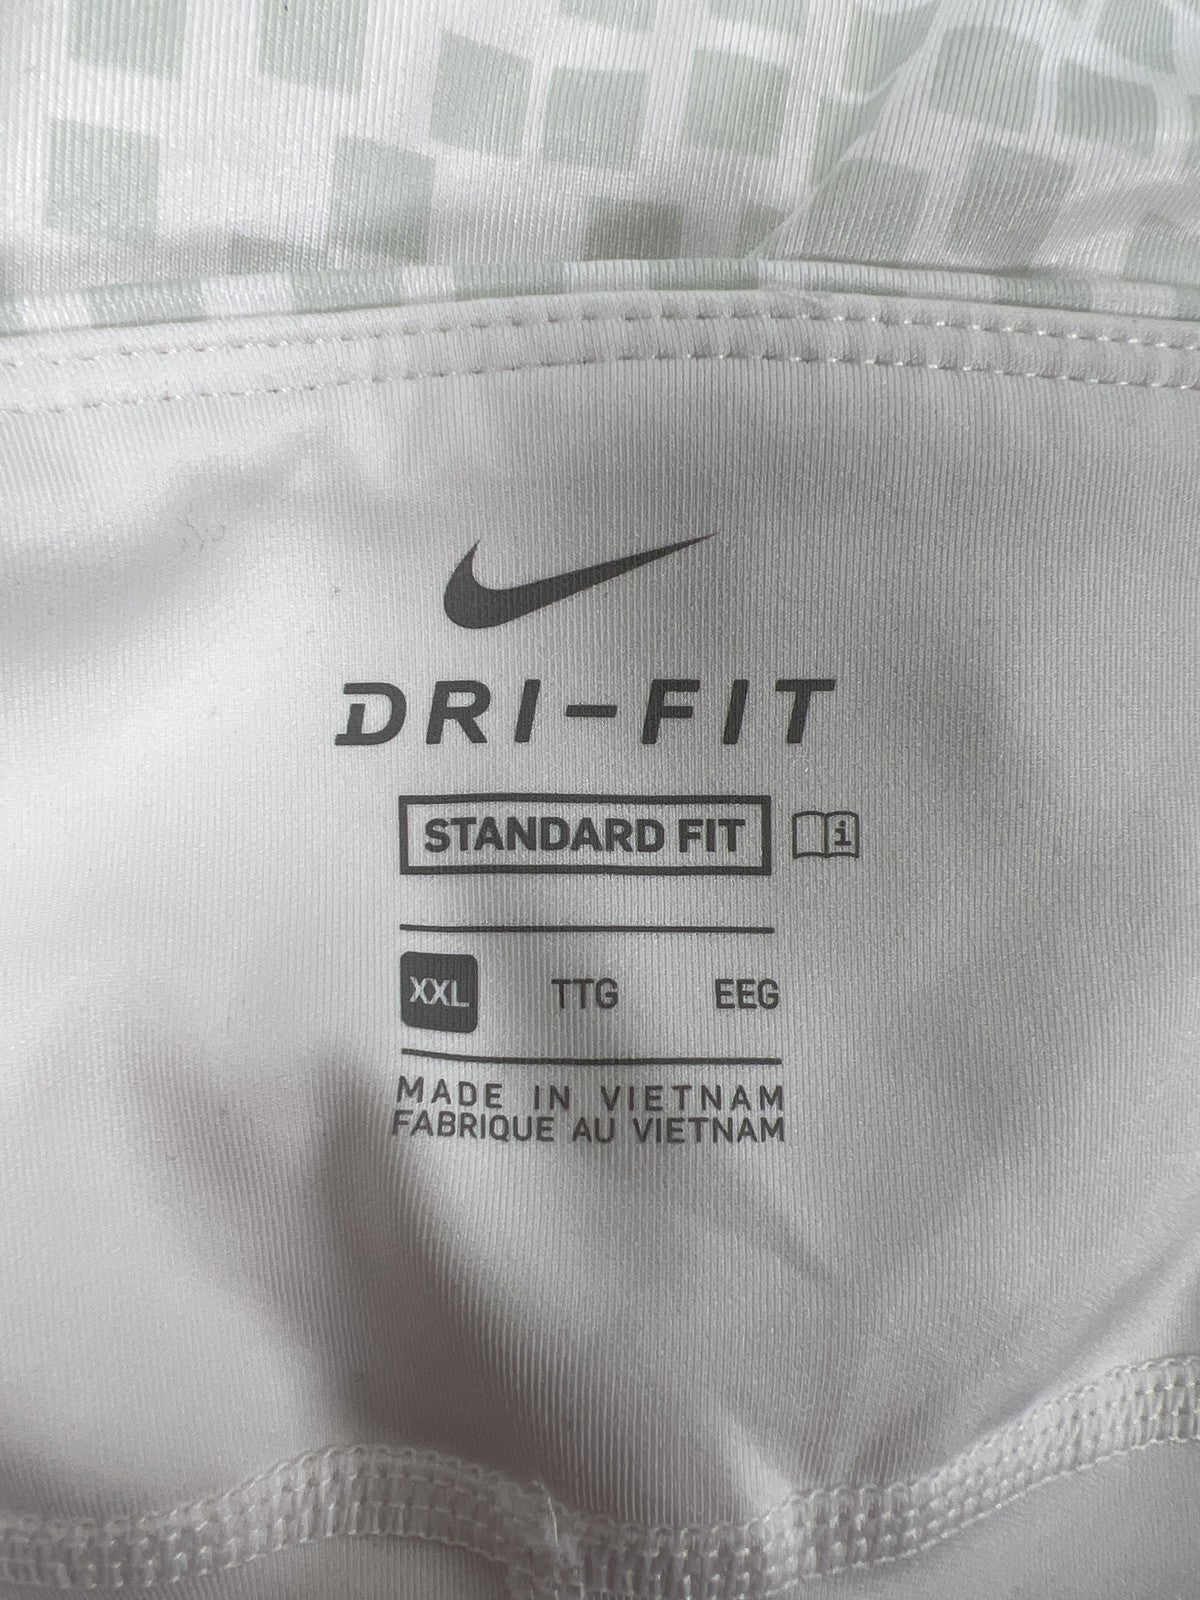 DRI-FIT
STANDARD FIT i
XXL TTG EEG
MADE IN VIETNAM
FABRIQUE AU VIETNAM